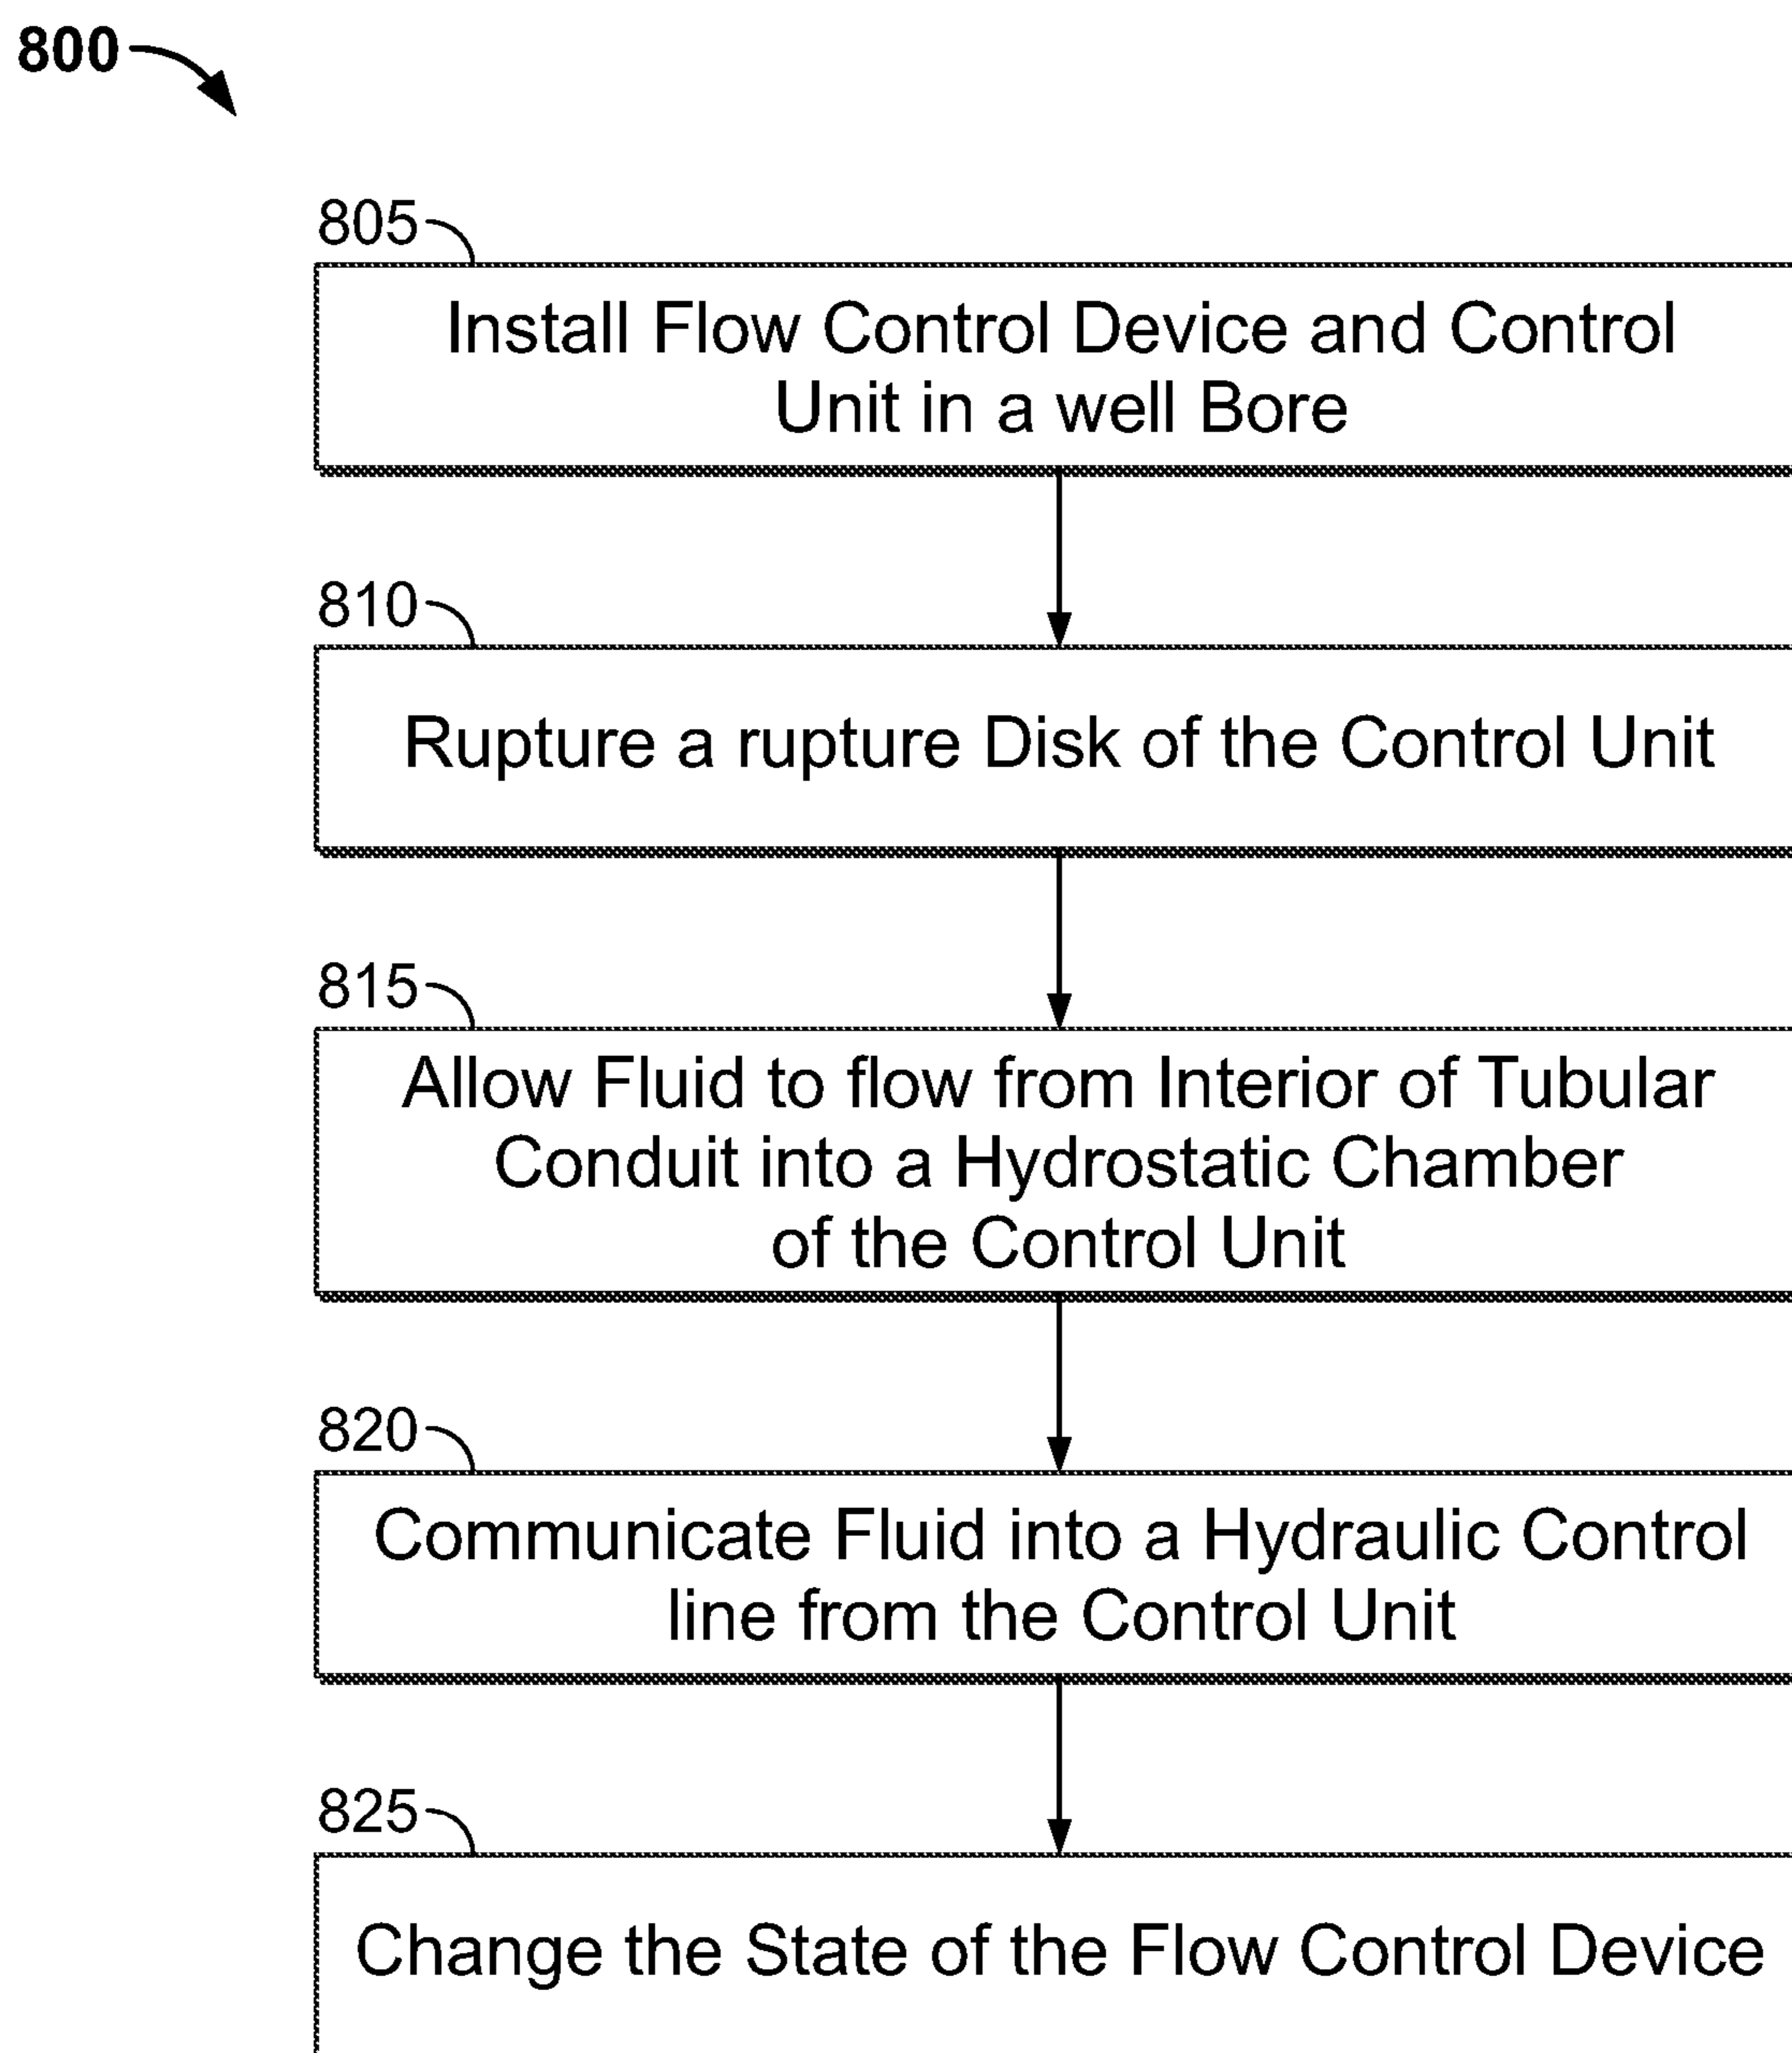 800
805
Install Flow Control Device and Control
Unit in a well Bore
810
Rupture a rupture Disk of the Control Unit
815
Allow Fluid to flow from Interior of Tubular
Conduit into a Hydrostatic Chamber
of the Control Unit
820
Communicate Fluid into a Hydraulic Control
line from the Control Unit
825
Change the State of the Flow Control Device